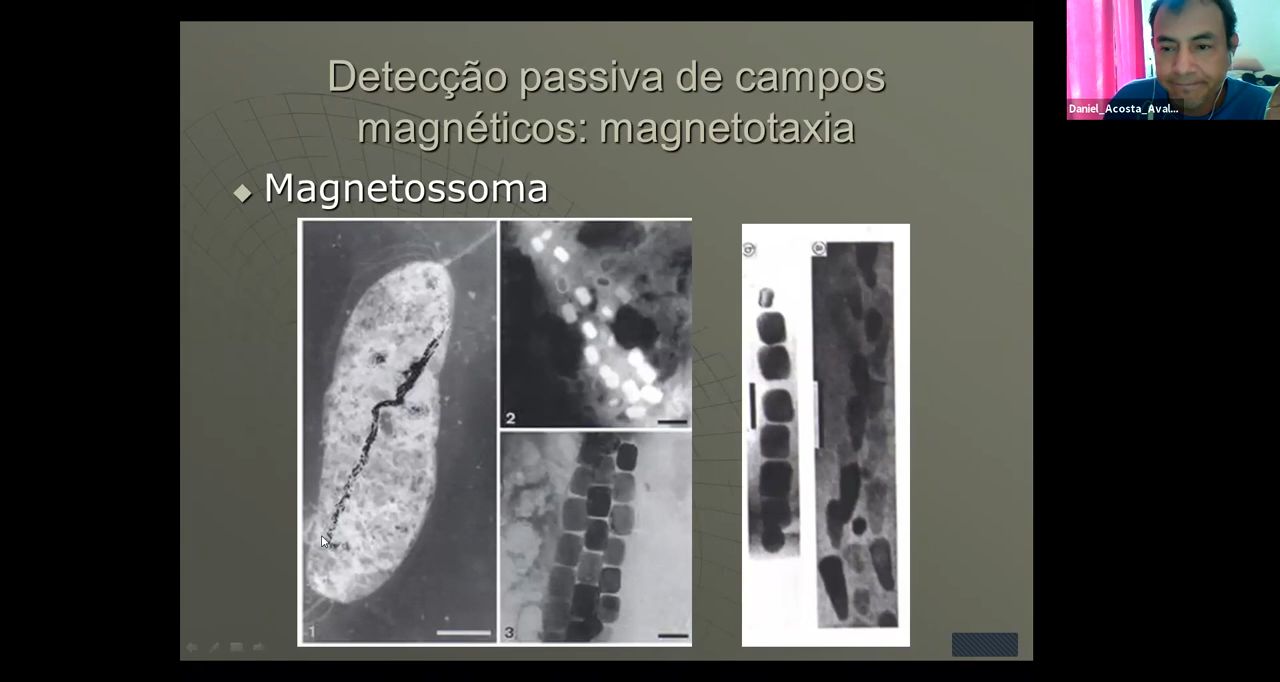 Detecção passiva de campos
magnéticos: magnetotaxia
Magnetossoma
1
2
3
Daniel_Acosta_Aval...